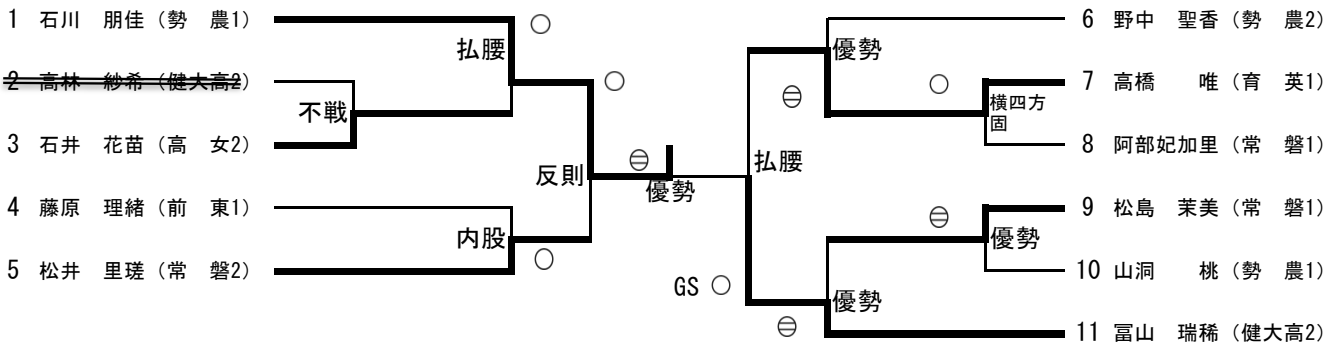 1 石川　朋佳（勢　農1）
払腰
2 高林　紗希（健大高2）
不戦
3 石井　花苗（高　女2）
反則
4 藤原　理緒（前　東1）
内股
5 松井　里瑳（常　磐2）
優勢
6 野中　聖香（勢　農2）
優勢
7 高橋　　唯（育　英1）
横四方
固
8 阿部妃加里（常　磐1）
払腰
9 松島　茉美（常　磐1）
優勢
10 山洞　　桃（勢　農1）
GS
優勢
11 冨山　瑞稀（健大高2）